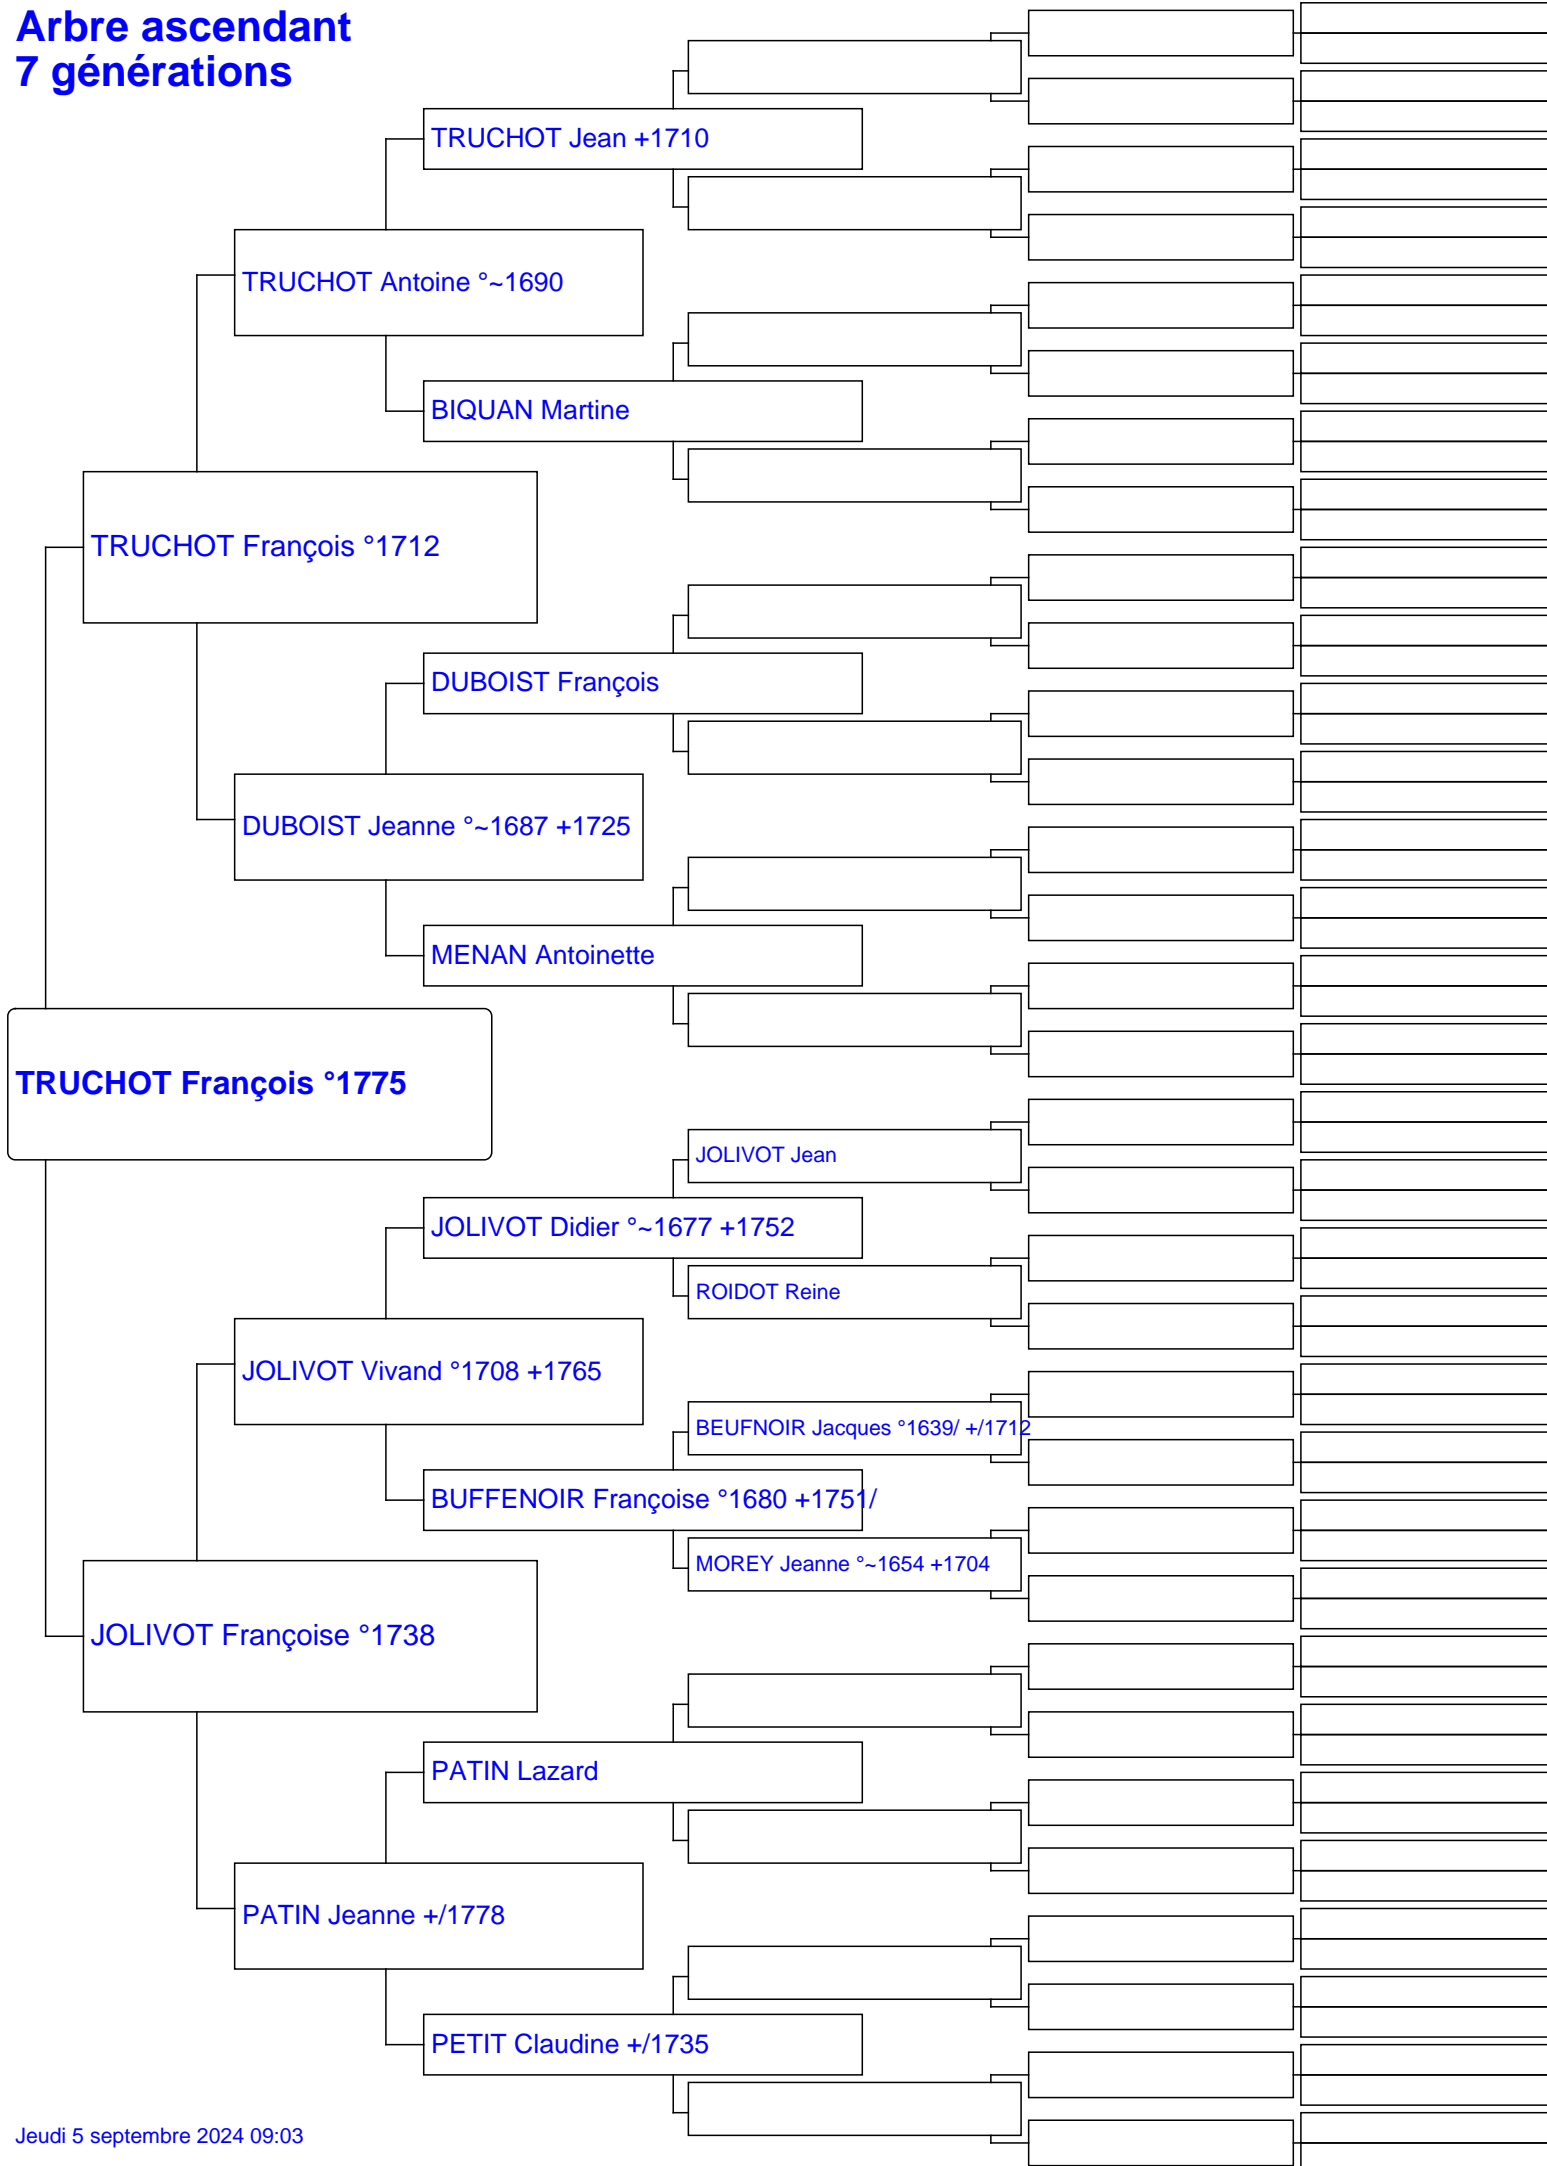 Arbre ascendant
7 générations
TRUCHOT Jean +1710
TRUCHOT Antoine °~1690
BIQUAN Martine
TRUCHOT François °1712
DUBOIST François
DUBOIST Jeanne °~1687 +1725
MENAN Antoinette
TRUCHOT François °1775
JOLIVOT Jean
JOLIVOT Didier °~1677 +1752
ROIDOT Reine
JOLIVOT Vivand °1708 +1765
BEUFNOIR Jacques °1639/ +/1712
BUFFENOIR Françoise °1680 +1751/
MOREY Jeanne °~1654 +1704
JOLIVOT Françoise °1738
PATIN Lazard
PATIN Jeanne +/1778
PETIT Claudine +/1735
Jeudi 5 septembre 2024 09:03